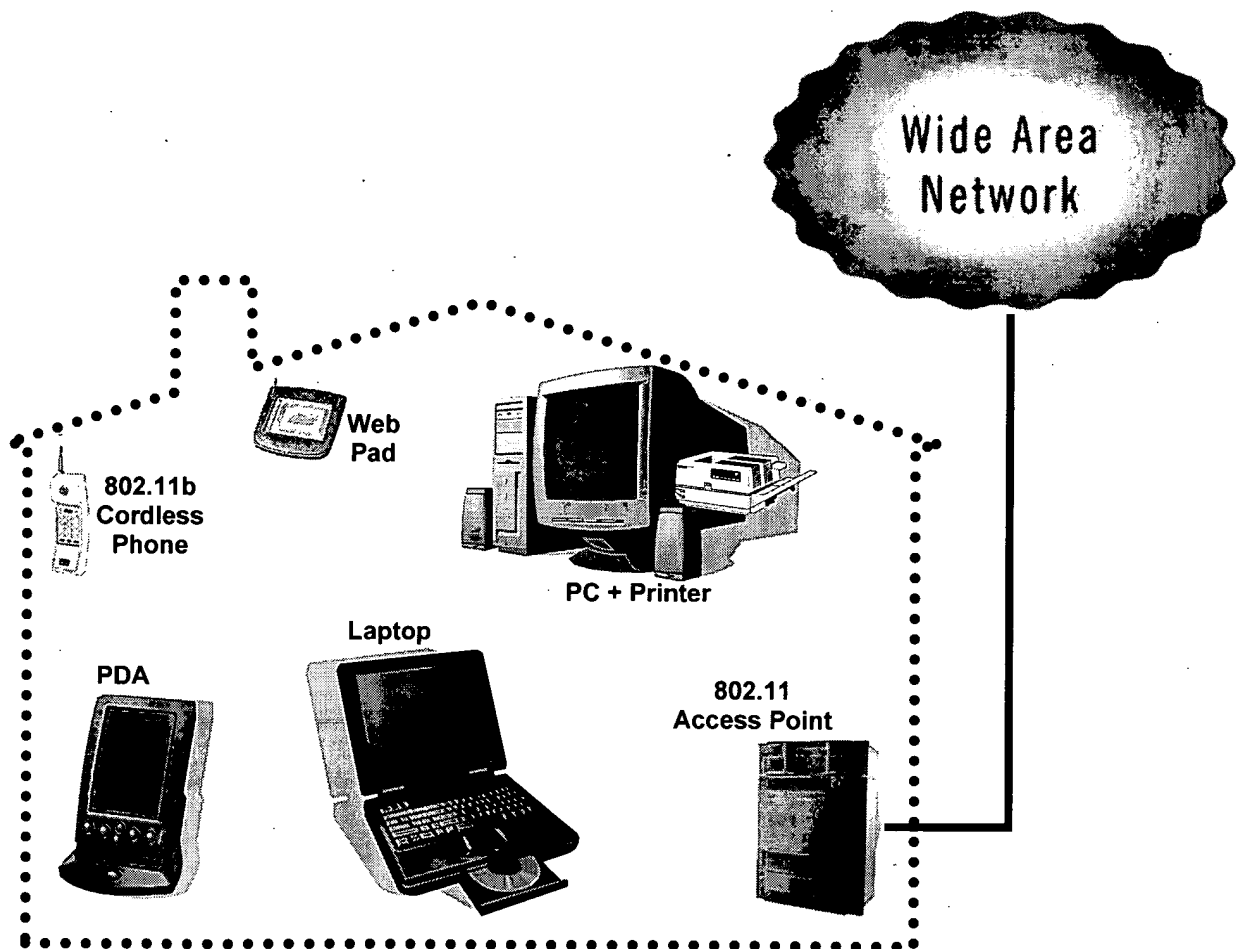 Wide Area
Network
Web
Pad
802.11b
Cordless
Phone
PC + Printer
Laptop
PDA
802.11
Access Point